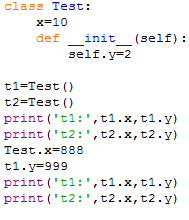 class Test:
    x=10
    def __init__(self):
        self.y=2

t1=Test()
t2=Test()
print('t1:',t1.x,t1.y)
print('t2:',t2.x,t2.y)
Test.x=888
t1.y=999
print('t1:',t1.x,t1.y)
print('t2:',t2.x,t2.y)